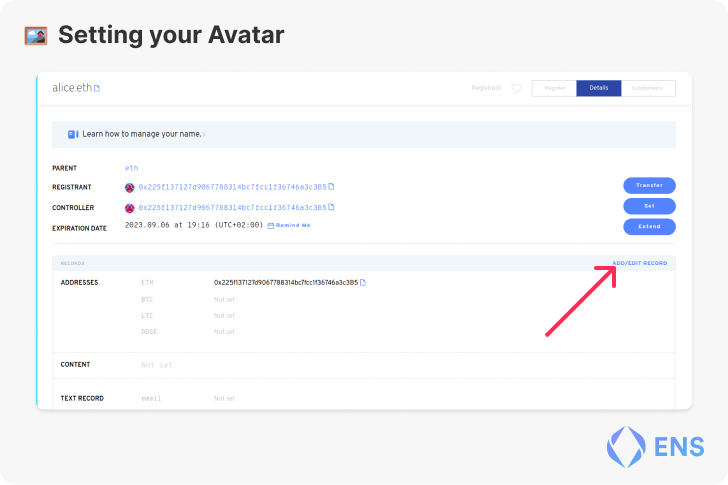 Setting your Avatar
alice.eth
Registrant
Register
Details
Subdomains
Learn how to manage your name.
PARENT
eth
REGISTRANT
0x225f137127d9067788314bc7fcc1f36746a3c3B5
Transfer
CONTROLLER
0x225f137127d9067788314bc7fcc1f36746a3c3B5
Set
EXPIRATION DATE
2023.09.06 at 19:16 (UTC+02:00)
Remind Me
Extend
RECORDS
ADD/EDIT RECORD
ADDRESSES
ETH
0x225f137127d9067788314bc7fcc1f36746a3c3B5
BTC
Not set
LTC
Not set
DOGE
Not set
CONTENT
Not set
TEXT RECORD
email
Not set
ENS